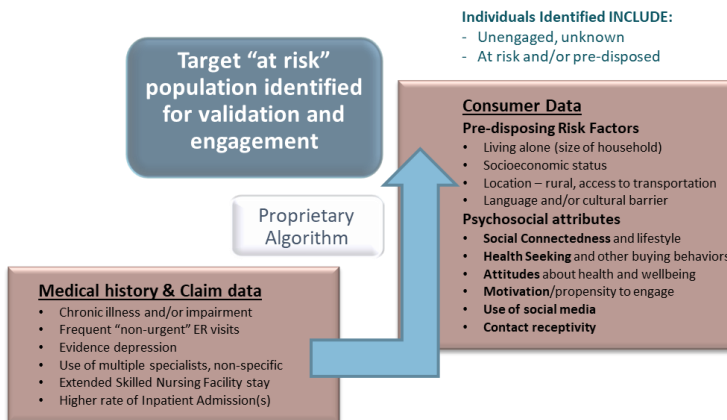 Individuals Identified INCLUDE:
- Unengaged, unknown
- At risk and/or pre-disposed
Target “at risk”
population identified
for validation and
engagement
Consumer Data
Pre-disposing Risk Factors
• Living alone (size of household)
• Socioeconomic status
• Location – rural, access to transportation
• Language and/or cultural barrier
Psychosocial attributes
• Social Connectedness and lifestyle
• Health Seeking and other buying behaviors
• Attitudes about health and wellbeing
• Motivation/propensity to engage
• Use of social media
• Contact receptivity
Proprietary
Algorithm
Medical history & Claim data
• Chronic illness and/or impairment
• Frequent “non-urgent” ER visits
• Evidence depression
• Use of multiple specialists, non-specific
• Extended Skilled Nursing Facility stay
• Higher rate of Inpatient Admission(s)